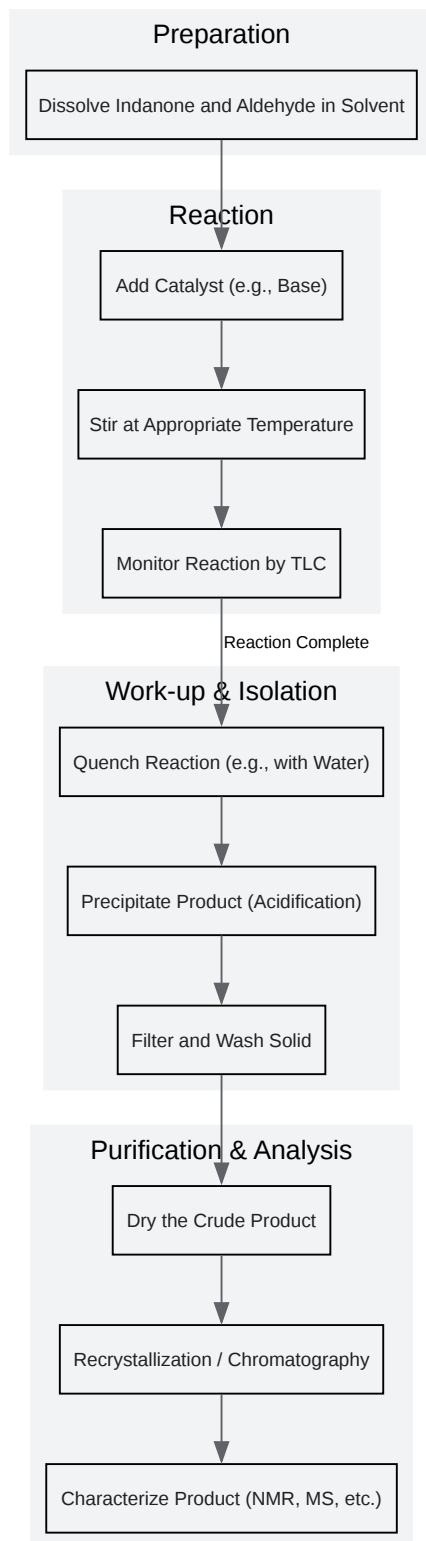 Preparation
Dissolve Indanone and Aldehyde in Solvent
Reaction
Add Catalyst (e.g., Base)
Stir at Appropriate Temperature
Monitor Reaction by TLC
Reaction Complete
Work-up & Isolation
Quench Reaction (e.g., with Water)
Precipitate Product (Acidification)
Filter and Wash Solid
Purification & Analysis
Dry the Crude Product
Recrystallization / Chromatography
Characterize Product (NMR, MS, etc.)